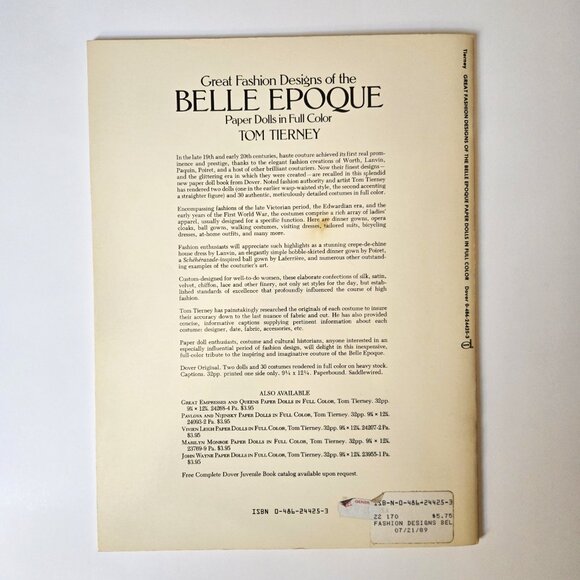 Great Fashion Designs of the
BELLE EPOQUE
Paper Dolls in Full Color
TOM TIERNEY
In the late 19th and early 20th centuries, haute couture achieved its first real prom-
inence and prestige, thanks to the elegant fashion creations of Worth, Lanvin,
Paquin, Poiret, and a host of other brilliant couturiers. Now their finest designs—
and the glittering era in which they were created—are recalled in this splendid
new paper doll book from Dover. Noted fashion authority and artist Tom Tierney
has rendered two dolls (one in the earlier wasp-waisted style, the second accenting
a straighter figure) and 30 authentic, meticulously detailed costumes in full color.
Encompassing fashions of the late Victorian period, the Edwardian era, and the
early years of the First World War, the costumes comprise a rich array of ladies'
apparel, usually designed for a specific function. Here are dinner gowns, opera
cloaks, ball gowns, walking costumes, visiting dresses, tailored suits, bicycling
dresses, at-home outfits, and many more.
Fashion enthusiasts will appreciate such highlights as a stunning crepe-de-chine
house dress by Lanvin, an elegantly simple hobble-skirted dinner gown by Poiret,
a Schéhérazade-inspired ball gown by Laferrière, and numerous other outstand-
ing examples of the couturier's art.
Custom-designed for well-to-do women, these elaborate confections of silk, satin,
velvet, chiffon, lace and other finery, not only set styles for the day, but estab-
lished standards of excellence that profoundly influenced the course of high
fashion.
Tom Tierney has painstakingly researched the originals of each costume to insure
their accuracy down to the last nuance of fabric and cut. He has also provided
concise, informative captions supplying pertinent information about each
costume: designer, date, fabric, accessories, etc.
Paper doll enthusiasts, costume and cultural historians, anyone interested in an
especially influential period of fashion design, will delight in this inexpensive,
full-color tribute to the inspiring and imaginative couture of the Belle Epoque.
Dover Original. Two dolls and 30 costumes rendered in full color on heavy stock.
Captions. 32pp. printed one side only. 9¼ x 12¼. Paperbound. Saddlewired.
ALSO AVAILABLE
GREAT EMPRESSES AND QUEENS PAPER DOLLS IN FULL COLOR, Tom Tierney. 32pp.
9¼ × 12¼. 24268-4 Pa. $3.95
PAVLOVA AND NIJINSKY PAPER DOLLS IN FULL COLOR, Tom Tierney. 32pp. 9¼ × 12¼.
24093-2 Pa. $3.95
VIVIEN LEIGH PAPER DOLLS IN FULL COLOR, Tom Tierney. 32pp. 9¼ × 12¼. 24207-2 Pa.
$3.95
MARILYN MONROE PAPER DOLLS IN FULL COLOR, Tom Tierney. 32pp. 9¼ × 12¼.
23769-9 Pa. $3.95
JOHN WAYNE PAPER DOLLS IN FULL COLOR, Tom Tierney. 32pp. 9¼ × 12¼. 23955-1 Pa.
$3.95
Free Complete Dover Juvenile Book catalog available upon request.
ISBN 0-486-24425-3
ISB-N-0-486-24425-3
22 170 $5.75
FASHION DESIGNS BEL
07/21/89
Tierney GREAT FASHION DESIGNS OF THE BELLE EPOQUE PAPER DOLLS IN FULL COLOR Dover 0-486-24425-3